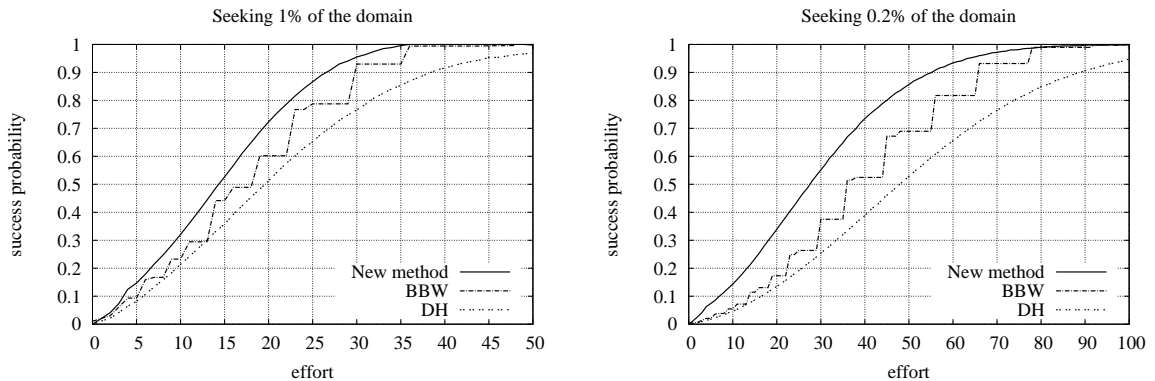 Seeking 1% of the domain
1
0.9
0.8
0.7
0.6
0.5
0.4
0.3
0.2
0.1
0
success probability
New method
BBW
DH
0 5 10 15 20 25 30 35 40 45 50
effort
Seeking 0.2% of the domain
1
0.9
0.8
0.7
0.6
0.5
0.4
0.3
0.2
0.1
0
success probability
New method
BBW
DH
0 10 20 30 40 50 60 70 80 90 100
effort